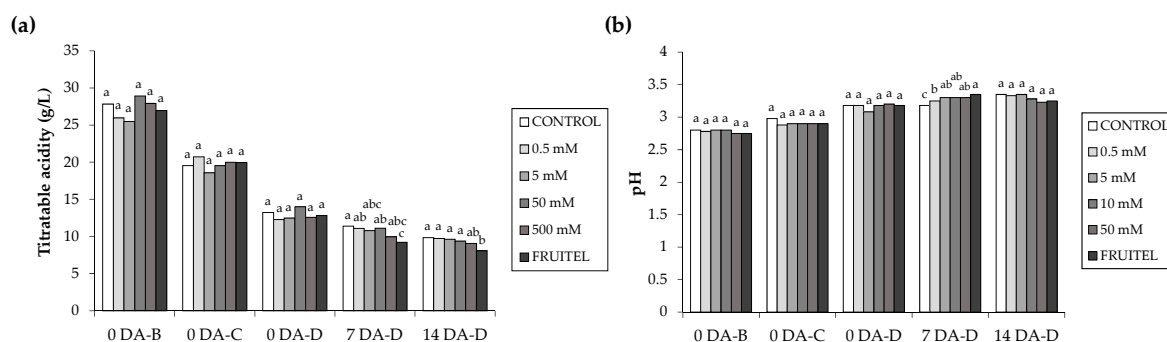 (a)
Titratable acidity (g/L)
35
30
25
20
15
10
5
0
a a a a a a
a a a a a a
a a a a a a
a ab abc ab abc c
a a a a ab b
0 DA-B 0 DA-C 0 DA-D 7 DA-D 14 DA-D
CONTROL
0.5 mM
5 mM
50 mM
500 mM
FRUITEL
(b)
pH
4
3.5
3
2.5
2
1.5
1
0.5
0
a a a a a a
a a a a a a
a a a a a a
c b ab ab ab a
a a a a a a
0 DA-B 0 DA-C 0 DA-D 7 DA-D 14 DA-D
CONTROL
0.5 mM
5 mM
10 mM
50 mM
FRUITEL